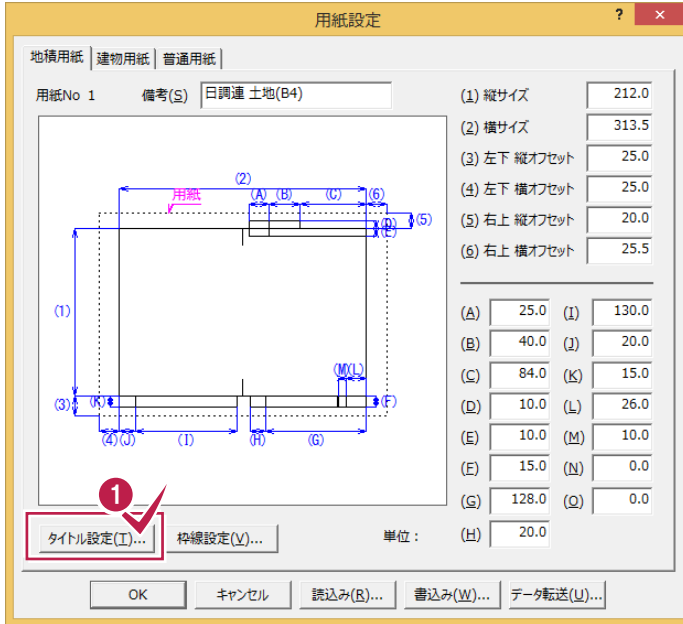 用紙設定
? ×
地積用紙 建物用紙 普通用紙
用紙No 1 備考(S) 日調連 土地(B4)
(1) 縦サイズ 212.0
(2) 横サイズ 313.5
(3) 左下 縦オフセット 25.0
(4) 左下 横オフセット 25.0
(5) 右上 縦オフセット 20.0
(6) 右上 横オフセット 25.5
(2)
用紙 (A) (B) (C) (6)
(D) (5)
(E)
(1)
(M)(L)
(3) (K) (F)
(4)(J) (I) (H) (G)
(A) 25.0 (I) 130.0
(B) 40.0 (J) 20.0
(C) 84.0 (K) 15.0
(D) 10.0 (L) 26.0
(E) 10.0 (M) 10.0
(F) 15.0 (N) 0.0
(G) 128.0 (O) 0.0
(H) 20.0
1
タイトル設定(T)... 枠線設定(V)... 単位：
OK キャンセル 読込み(R)... 書込み(W)... データ転送(U)...